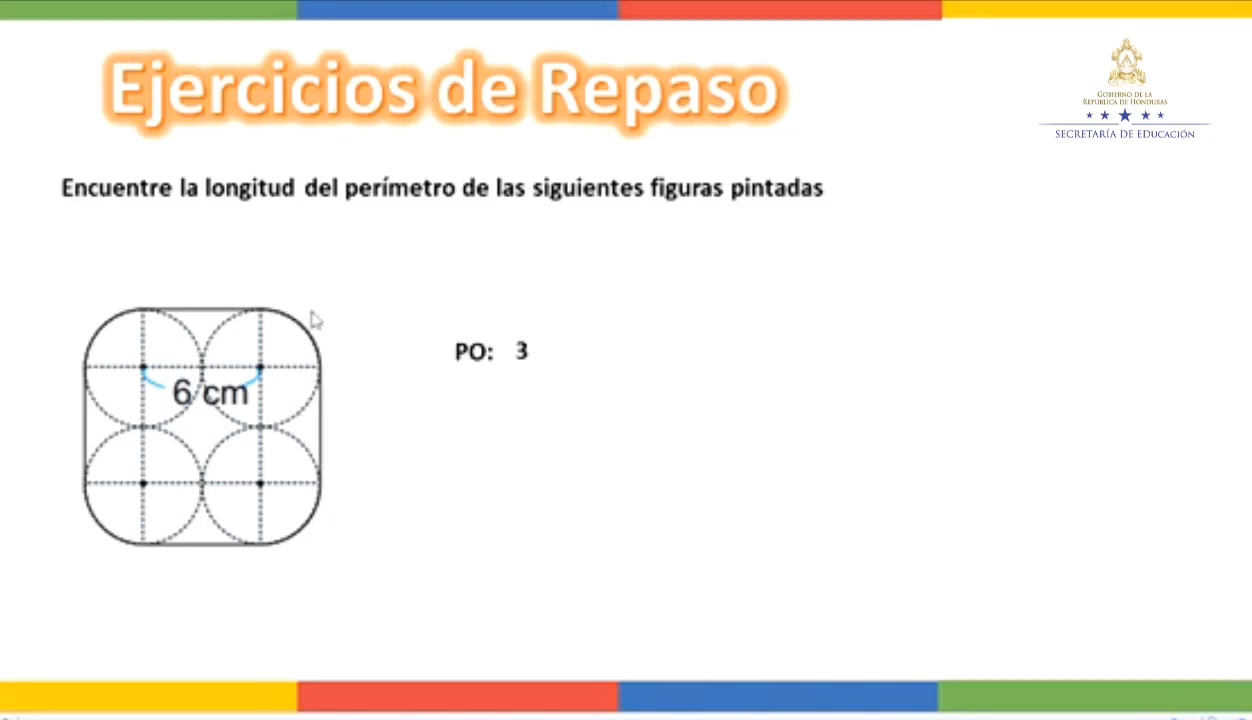 Ejercicios de Repaso
GOBIERNO DE LA
REPÚBLICA DE HONDURAS
SECRETARÍA DE EDUCACIÓN
Encuentre la longitud del perímetro de las siguientes figuras pintadas
PO: 3
6 cm